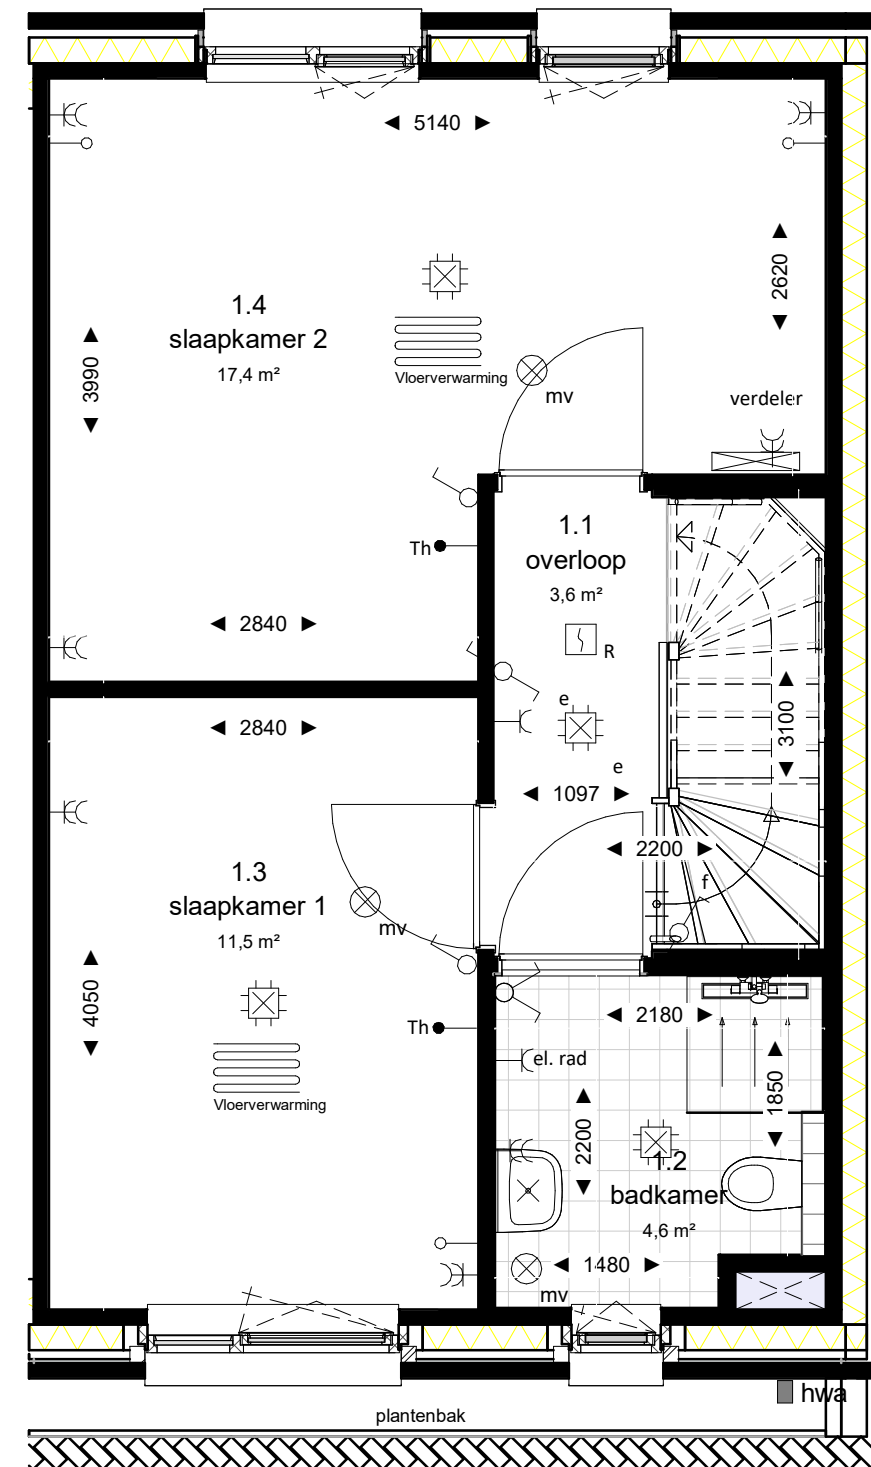 5140
2620
1.4
slaapkamer 2
17,4 m²
3990
Vloerverwarming
mv
verdeler
1.1
overloop
3,6 m²
Th
2840
R
e
3100
2840
e
1097
2200
f
1.3
slaapkamer 1
11,5 m²
mv
4050
Th
2180
el. rad
1850
Vloerverwarming
2200
1.2
badkamer
4,6 m²
1480
mv
hwa
plantenbak